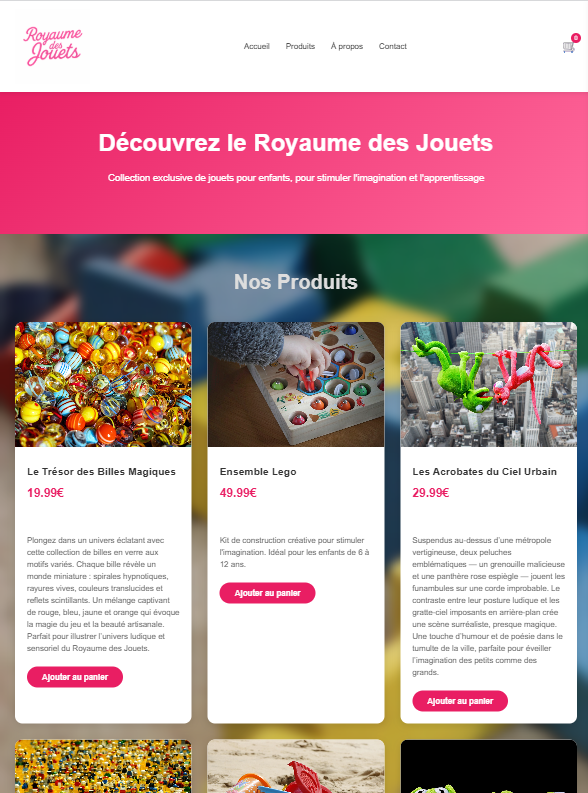 Royaume
des
Jouets
Accueil Produits À propos Contact
0
Découvrez le Royaume des Jouets
Collection exclusive de jouets pour enfants, pour stimuler l'imagination et l'apprentissage
Nos Produits
Le Trésor des Billes Magiques
19.99€
Plongez dans un univers éclatant avec
cette collection de billes en verre aux
motifs variés. Chaque bille révèle un
monde miniature : spirales hypnotiques,
rayures vives, couleurs translucides et
reflets scintillants. Un mélange captivant
de rouge, bleu, jaune et orange qui évoque
la magie du jeu et la beauté artisanale.
Parfait pour illustrer l'univers ludique et
sensoriel du Royaume des Jouets.
Ajouter au panier
Ensemble Lego
49.99€
Kit de construction créative pour stimuler
l'imagination. Idéal pour les enfants de 6 à
12 ans.
Ajouter au panier
Les Acrobates du Ciel Urbain
29.99€
Suspendus au-dessus d'une métropole
vertigineuse, deux peluches
emblématiques — un grenouille malicieuse
et une panthère rose espiègle — jouent les
funambules sur une corde improbable. Le
contraste entre leur posture ludique et les
gratte-ciel imposants en arrière-plan crée
une scène surréaliste, presque magique.
Une touche d'humour et de poésie dans le
tumulte de la ville, parfaite pour éveiller
l'imagination des petits comme des
grands.
Ajouter au panier